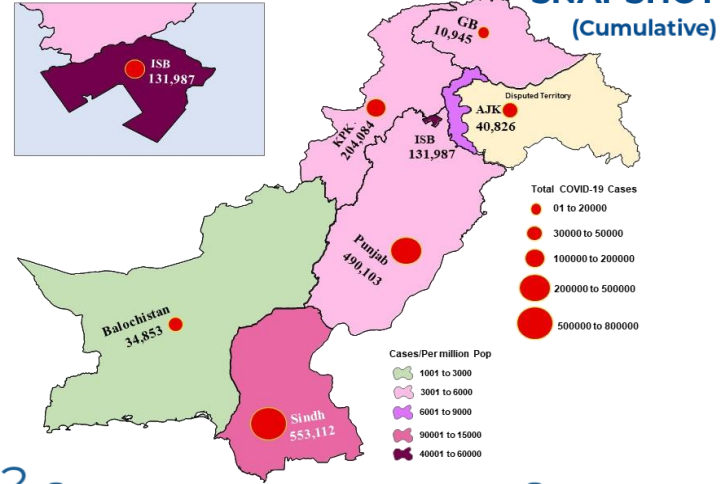 SNAPSHOT
(Cumulative)
ISB
131,987
GB
10,945
Disputed Territory
AJK
40,826
KPK
204,084
ISB
131,987
Punjab
490,103
Balochistan
34,853
Sindh
553,112
Total COVID-19 Cases
01 to 20000
30000 to 50000
100000 to 200000
200000 to 500000
500000 to 800000
Cases/Per million Pop
1001 to 3000
3001 to 6000
6001 to 9000
90001 to 15000
40001 to 60000